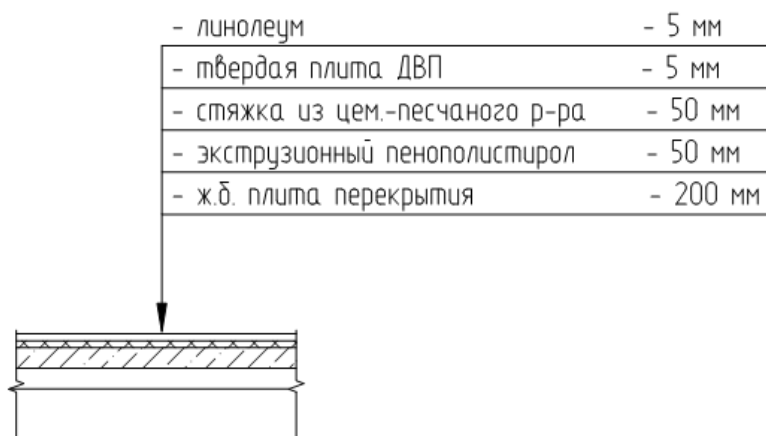 - линолеум - 5 мм
- твердая плита ДВП - 5 мм
- стяжка из цем.-песчаного р-ра - 50 мм
- экструзионный пенополистирол - 50 мм
- ж.б. плита перекрытия - 200 мм